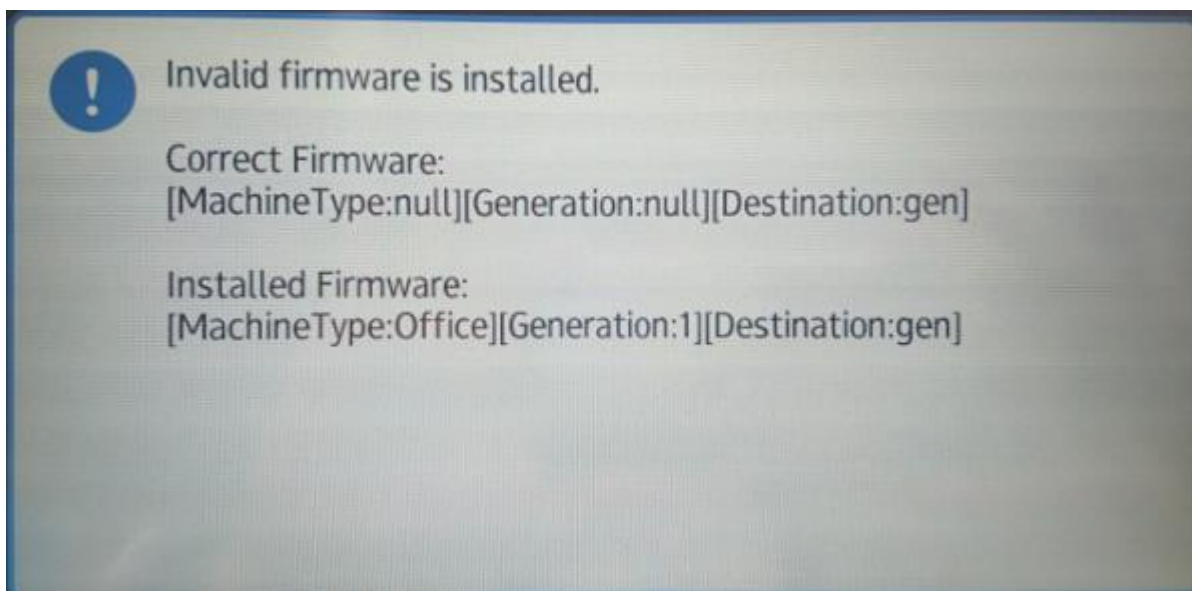 Invalid firmware is installed.
Correct Firmware:
[MachineType:null][Generation:null][Destination:gen]
Installed Firmware:
[MachineType:Office][Generation:1][Destination:gen]